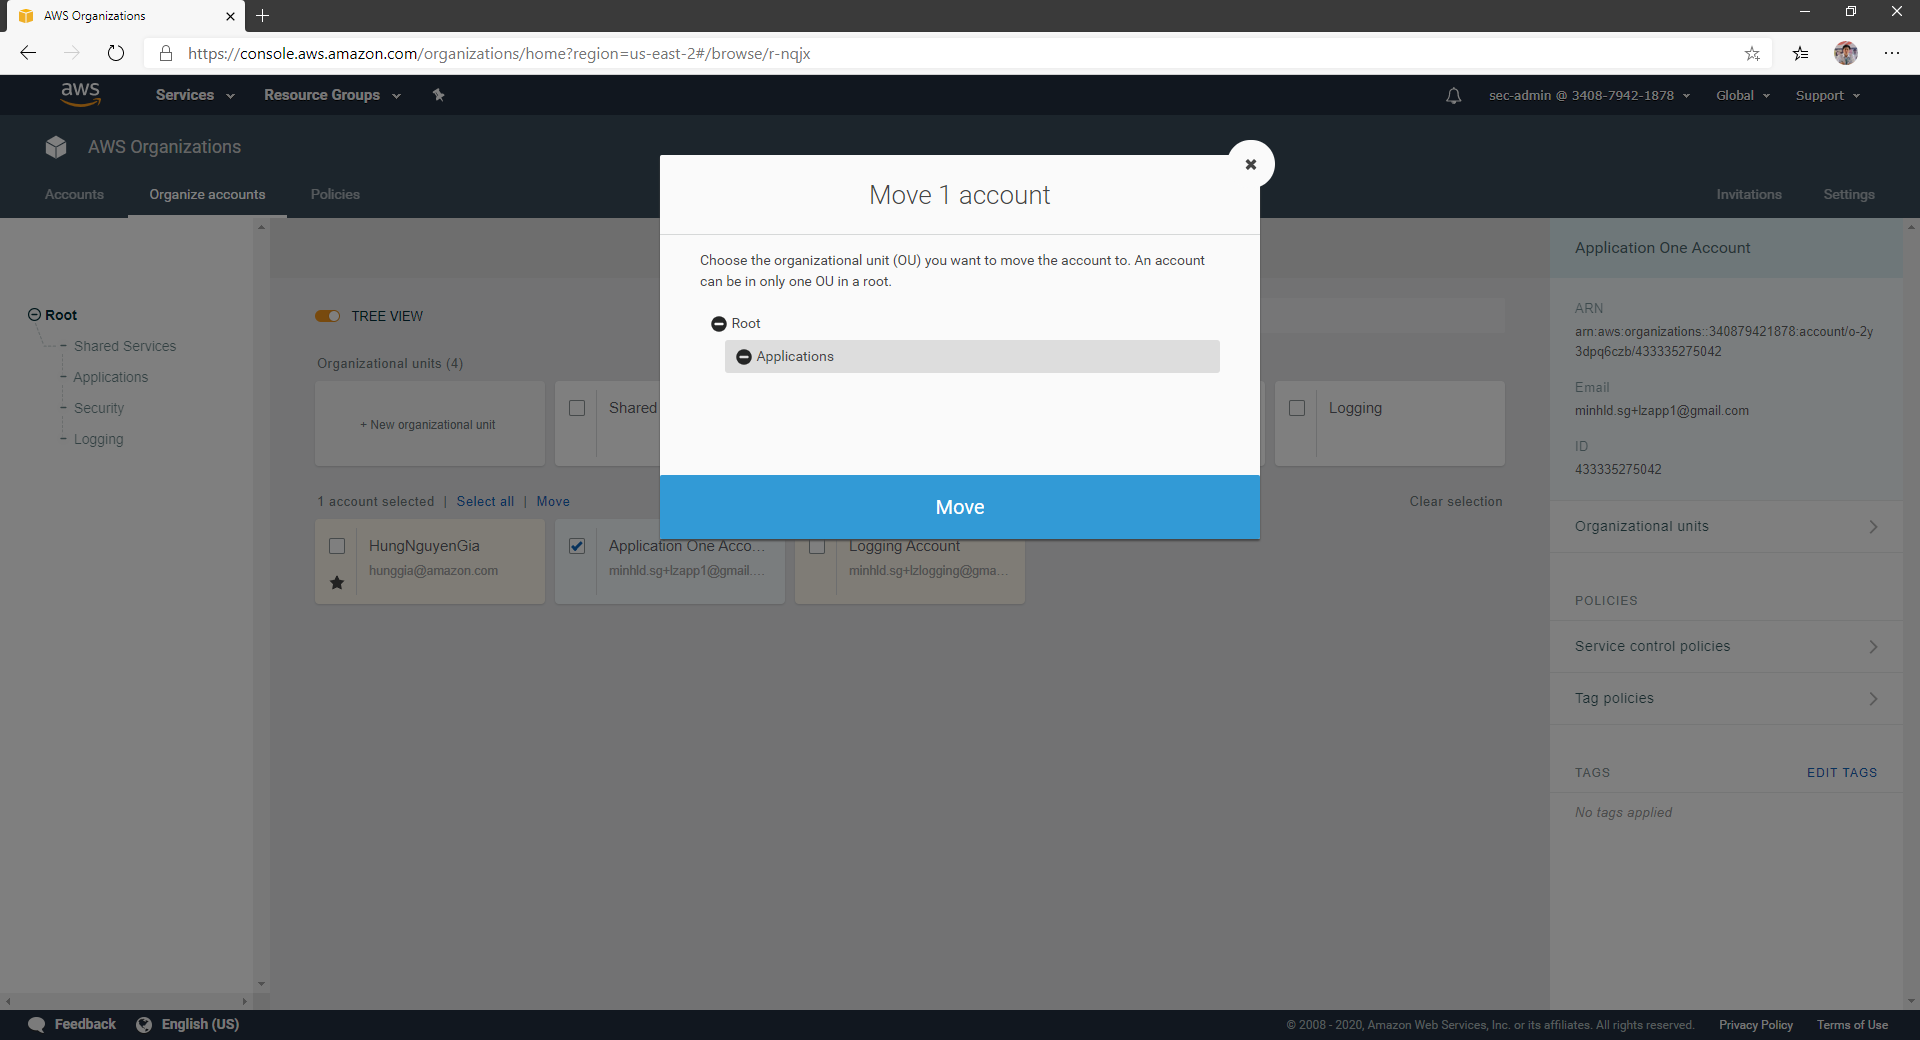 AWS Organizations
https://console.aws.amazon.com/organizations/home?region=us-east-2#/browse/r-nqjx
aws
Services
Resource Groups
sec-admin @ 3408-7942-1878
Global
Support
AWS Organizations
Accounts
Organize accounts
Policies
Invitations
Settings
Move 1 account
Choose the organizational unit (OU) you want to move the account to. An account
can be in only one OU in a root.
Root
Applications
Move
Root
Shared Services
Applications
Security
Logging
TREE VIEW
Organizational units (4)
+ New organizational unit
Shared
Logging
1 account selected | Select all | Move
Clear selection
HungNguyenGia
hunggia@amazon.com
Application One Acco...
minhld.sg+lzapp1@gmail....
Logging Account
minhld.sg+lzlogging@gma...
Application One Account
ARN
arn:aws:organizations::340879421878:account/o-2y
3dpq6czb/433335275042
Email
minhld.sg+lzapp1@gmail.com
ID
433335275042
Organizational units
POLICIES
Service control policies
Tag policies
TAGS
EDIT TAGS
No tags applied
Feedback
English (US)
© 2008 - 2020, Amazon Web Services, Inc. or its affiliates. All rights reserved.
Privacy Policy
Terms of Use